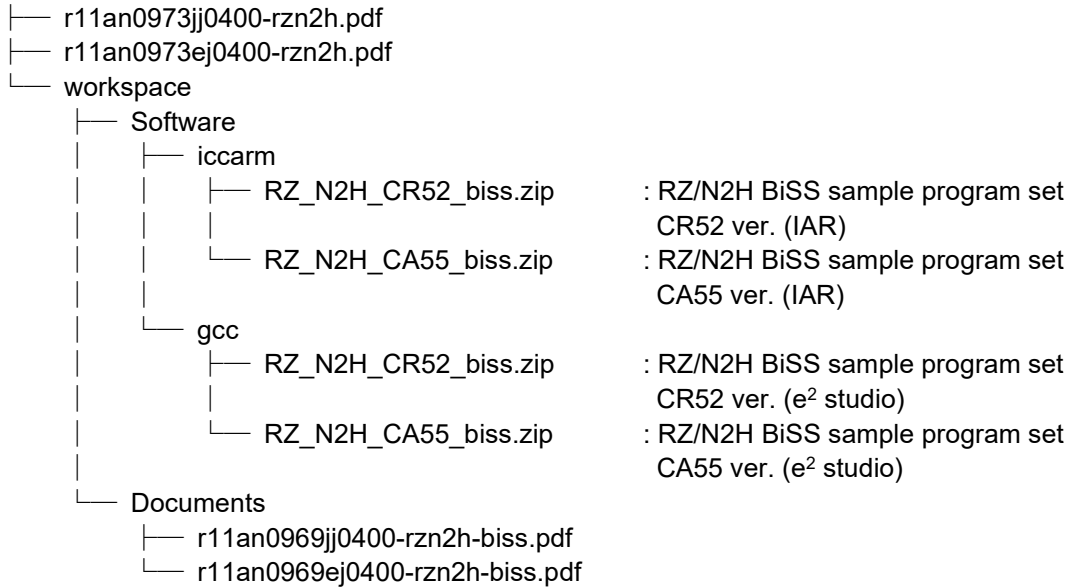 ├── r11an0973jj0400-rzn2h.pdf
├── r11an0973ej0400-rzn2h.pdf
└── workspace
├── Software
│ ├── iccarm
│ │ ├── RZ_N2H_CR52_biss.zip : RZ/N2H BiSS sample program set
│ │ │ CR52 ver. (IAR)
│ │ └── RZ_N2H_CA55_biss.zip : RZ/N2H BiSS sample program set
│ │ CA55 ver. (IAR)
│ └── gcc
│ ├── RZ_N2H_CR52_biss.zip : RZ/N2H BiSS sample program set
│ │ CR52 ver. (e² studio)
│ └── RZ_N2H_CA55_biss.zip : RZ/N2H BiSS sample program set
│ CA55 ver. (e² studio)
└── Documents
├── r11an0969jj0400-rzn2h-biss.pdf
└── r11an0969ej0400-rzn2h-biss.pdf